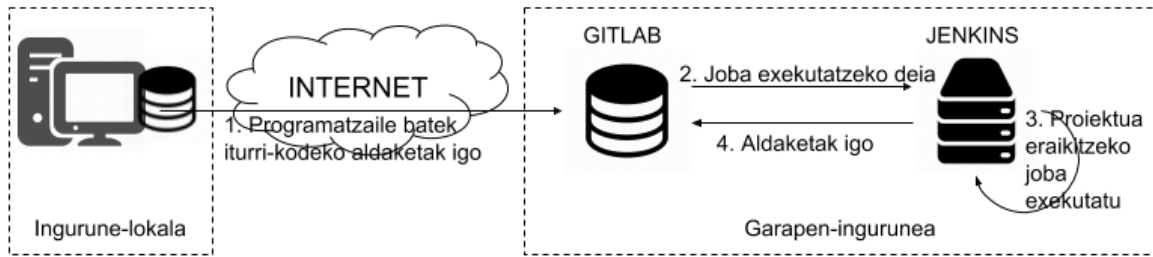 GITLAB
JENKINS
INTERNET
2. Joba exekutatzeko deia
1. Programatzaile batek
iturri-kodeko aldaketak igo
4. Aldaketak igo
3. Proiektua
eraikitzeko
joba
exekutatu
Ingurune-lokala
Garapen-ingurunea